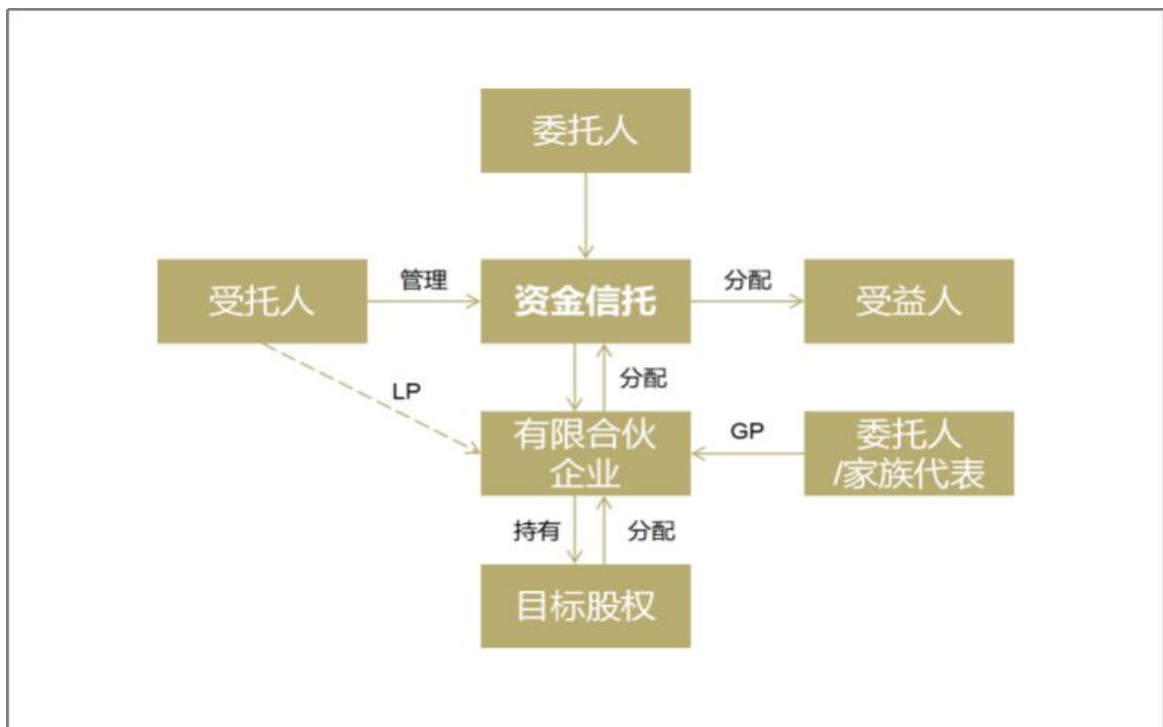 委托人
受托人
管理
资金信托
分配
受益人
LP
分配
有限合伙
企业
GP
委托人
/家族代表
持有
分配
目标股权